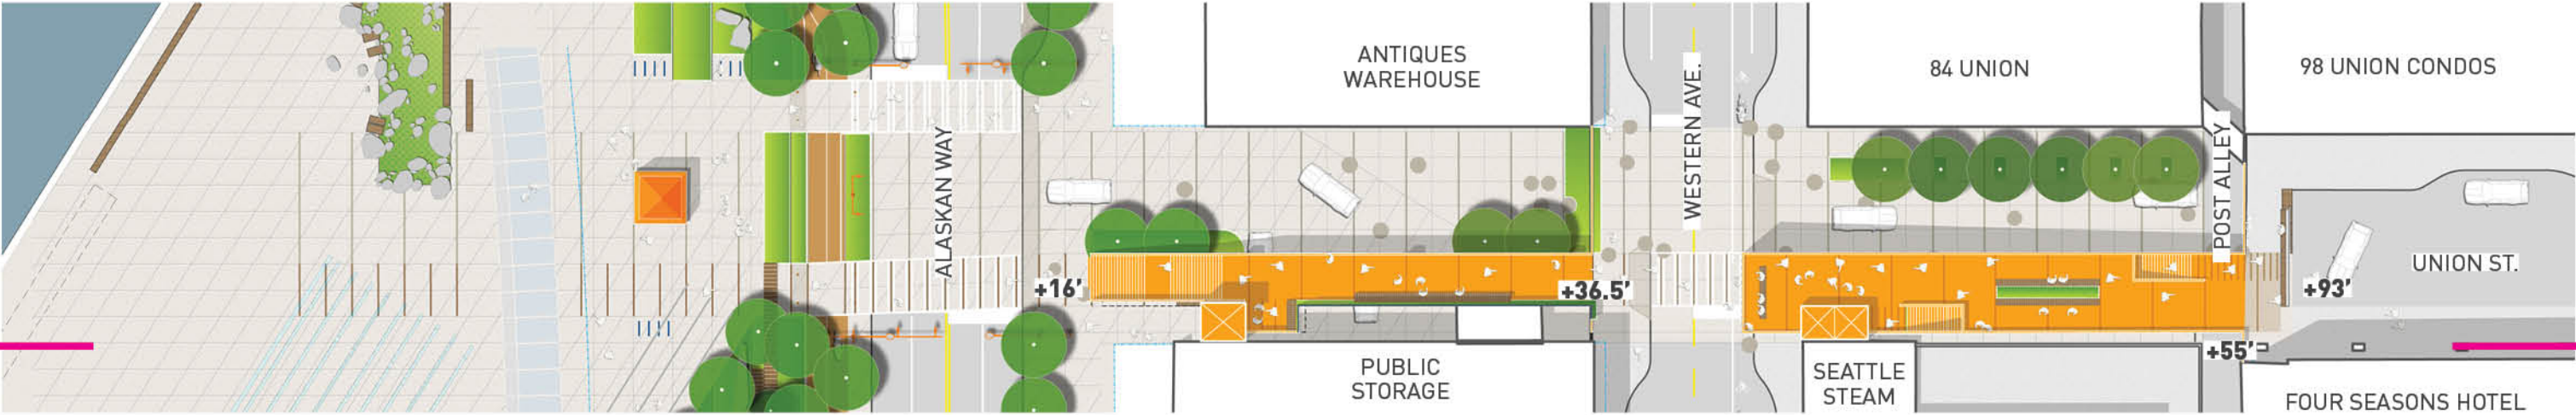 ANTIQUES
WAREHOUSE
84 UNION
98 UNION CONDOS
ALASKAN WAY
WESTERN AVE.
POST ALLEY
UNION ST.
+16'
+36.5'
+93'
+55'
PUBLIC
STORAGE
SEATTLE
STEAM
FOUR SEASONS HOTEL